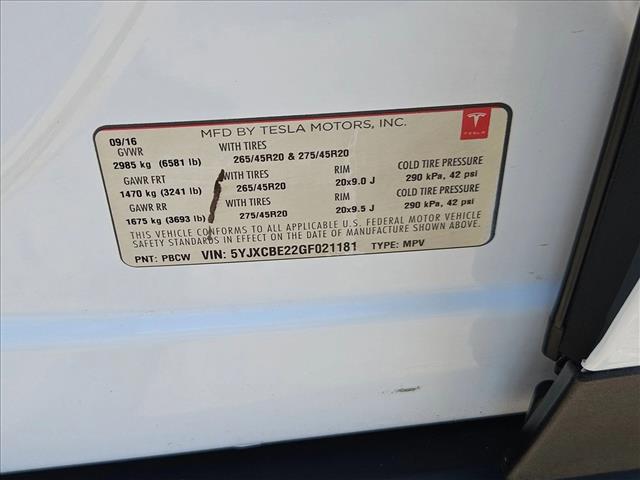 MFD BY TESLA MOTORS, INC.
TESLA
09/16
GVWR WITH TIRES
2985 kg (6581 lb) 265/45R20 & 275/45R20
GAWR FRT WITH TIRES RIM COLD TIRE PRESSURE
1470 kg (3241 lb) 265/45R20 20x9.0 J 290 kPa, 42 psi
GAWR RR WITH TIRES RIM COLD TIRE PRESSURE
1675 kg (3693 lb) 275/45R20 20x9.5 J 290 kPa, 42 psi
THIS VEHICLE CONFORMS TO ALL APPLICABLE U.S. FEDERAL MOTOR VEHICLE
SAFETY STANDARDS IN EFFECT ON THE DATE OF MANUFACTURE SHOWN ABOVE.
PNT: PBCW VIN: 5YJXCBE22GF021181 TYPE: MPV